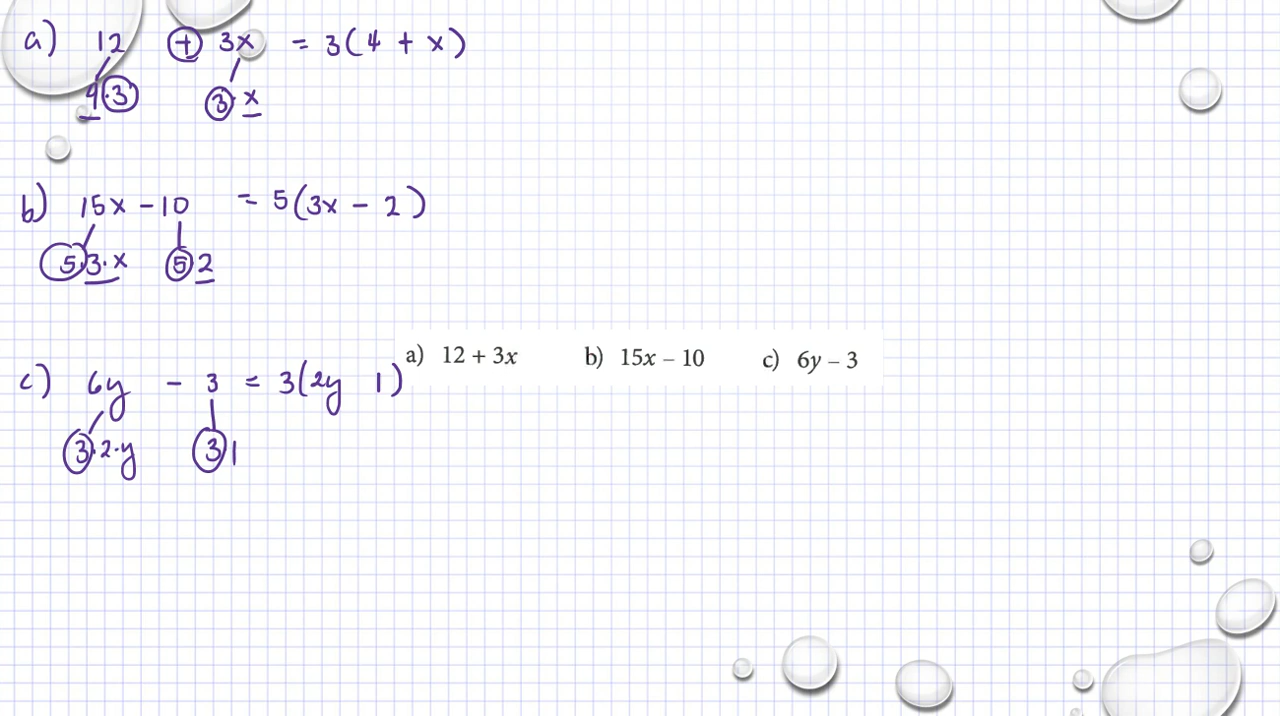 a) 12 + 3x = 3(4 + x)
4·3 3·x
b) 15x - 10 = 5(3x - 2)
5·3·x 5 2
a) 12 + 3x b) 15x – 10 c) 6y – 3
c) 6y - 3 = 3(2y 1)
3·2·y 3 1